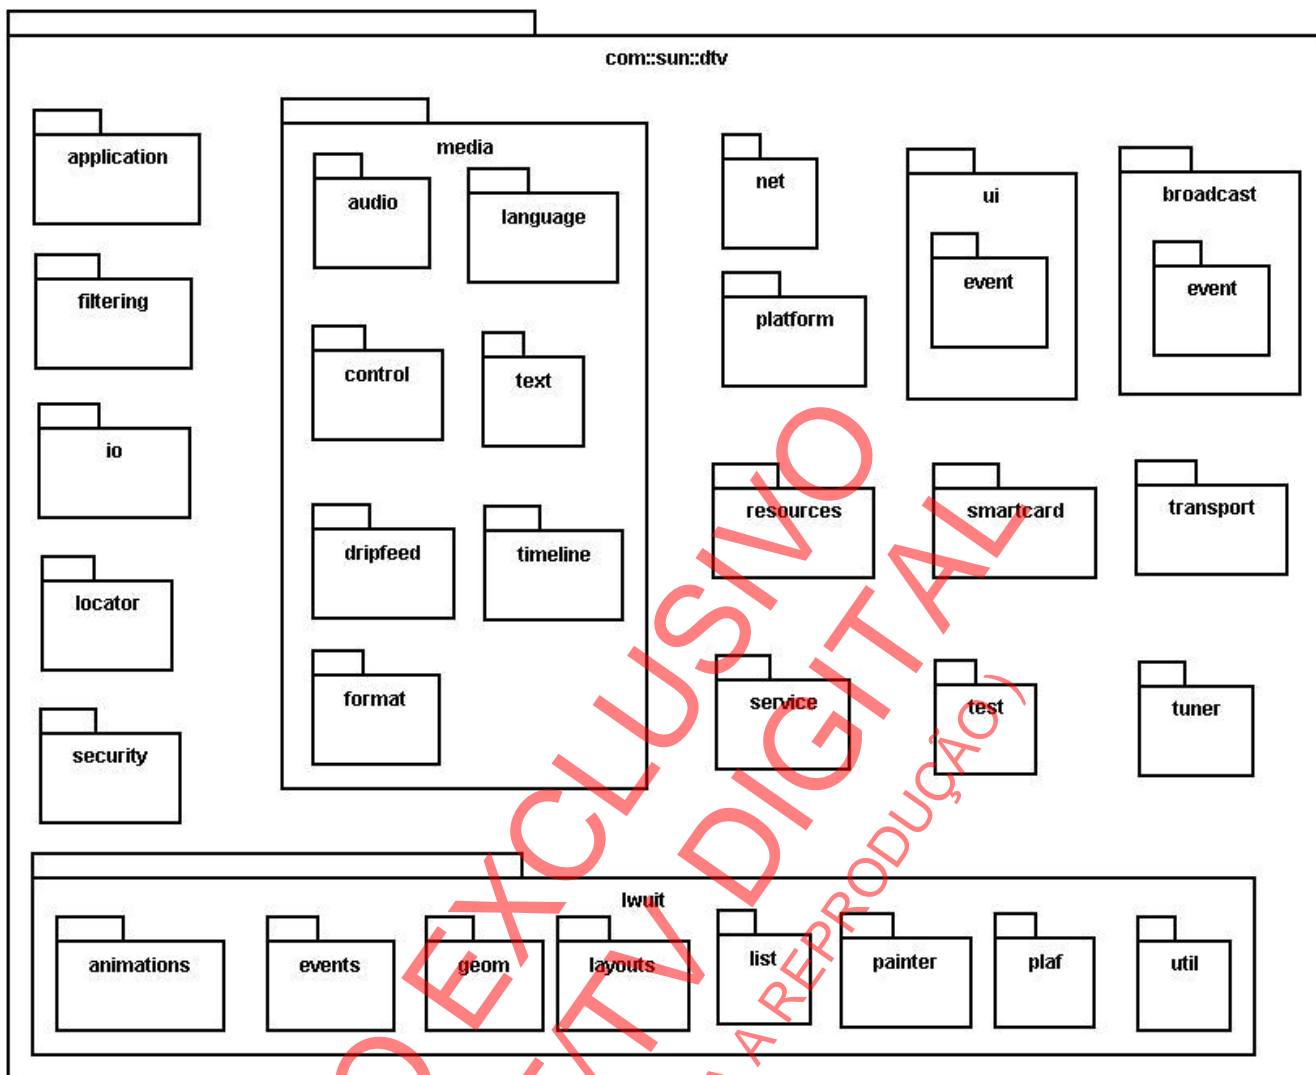 com::sun::dtv
application
filtering
io
locator
security
media
audio
language
control
text
dripfeed
timeline
format
net
platform
ui
event
broadcast
event
resources
smartcard
transport
service
test
tuner
lwuit
animations
events
geom
layouts
list
painter
plaf
util
O EXCLUSIVO
/TV DIGITAL
A REPRODUÇÃO )